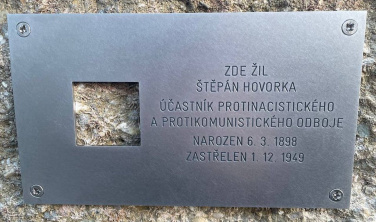 ZDE ŽIL
ŠTĚPÁN HOVORKA
ÚČASTNÍK PROTINACISTICKÉHO
A PROTIKOMUNISTICKÉHO ODBOJE
NAROZEN 6. 3. 1898
ZASTŘELEN 1. 12. 1949